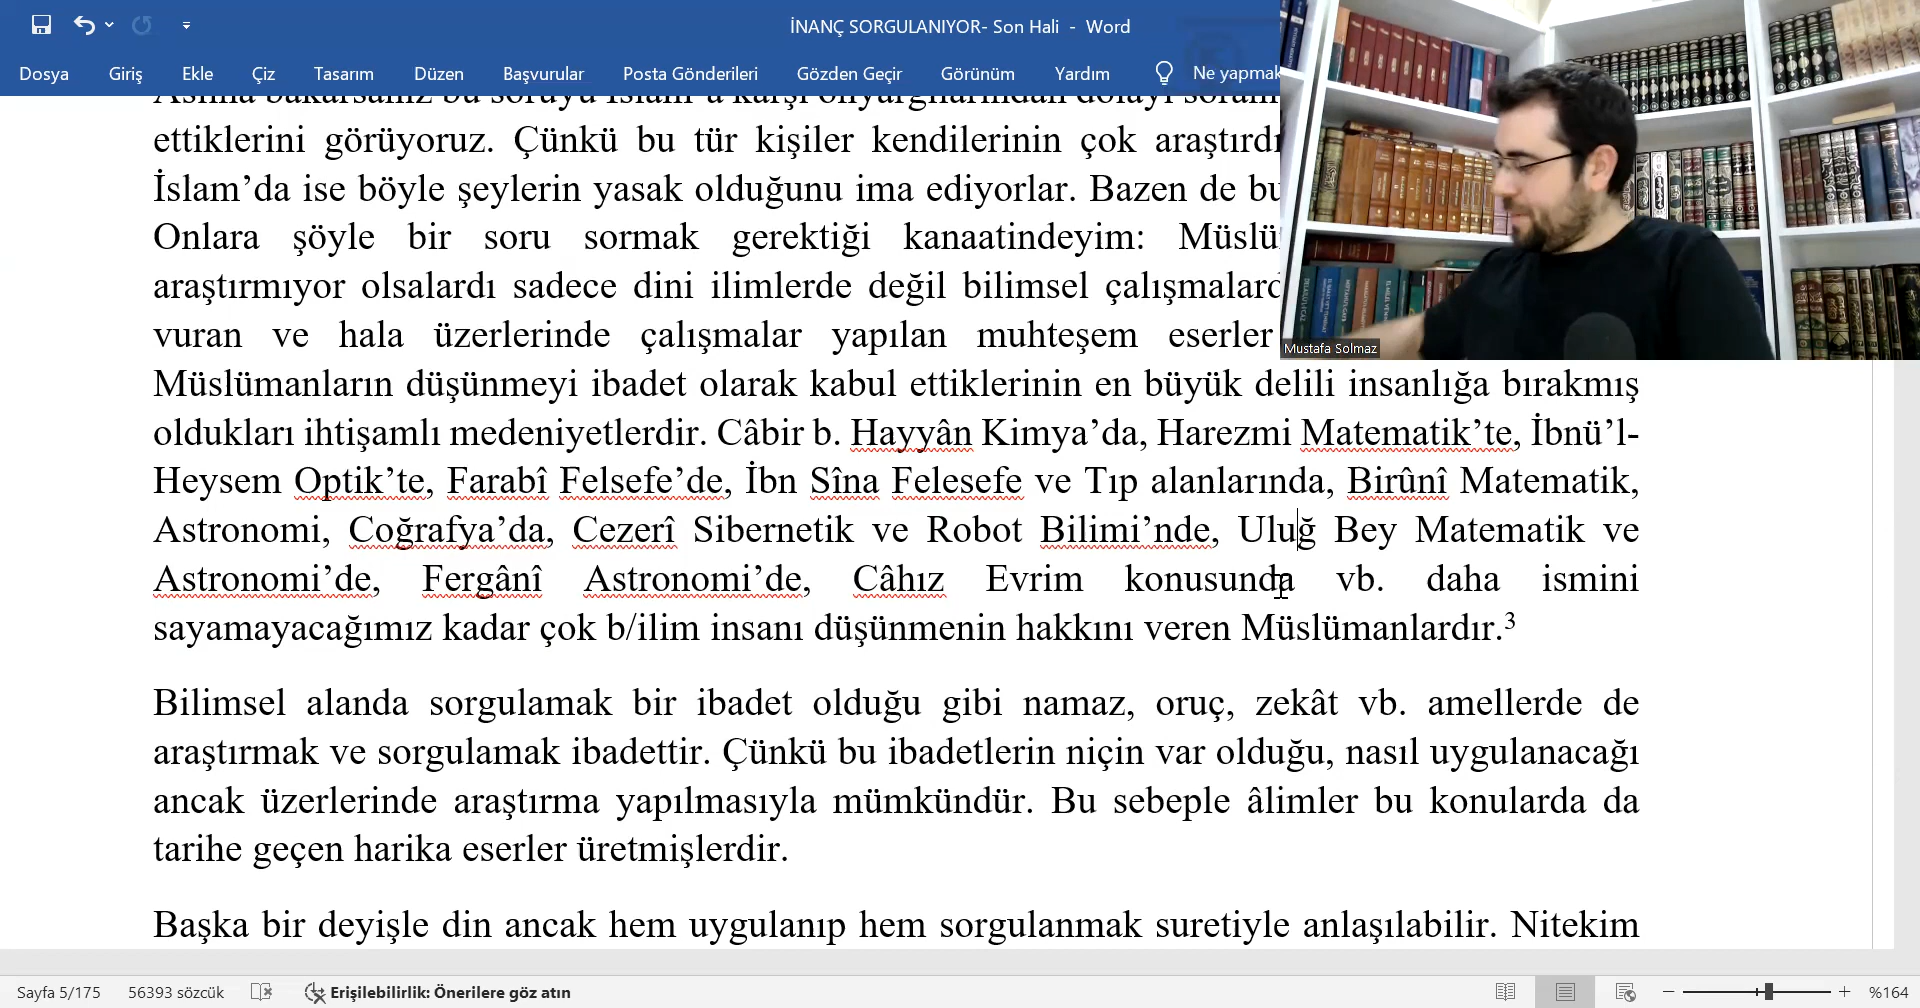 İNANÇ SORGULANIYOR- Son Hali - Word
Dosya Giriş Ekle Çiz Tasarım Düzen Başvurular Posta Gönderileri Gözden Geçir Görünüm Yardım Ne yapmak
Aslına bakarsanız bu soruyu İslam'a karşı önyargılarından dolayı
ettiklerini görüyoruz. Çünkü bu tür kişiler kendilerinin çok
İslam’da ise böyle şeylerin yasak olduğunu ima ediyorlar. Bazen de bu
Onlara şöyle bir soru sormak gerektiği kanaatindeyim:
araştırmıyor olsalardı sadece dini ilimlerde değil bilimsel
vuran ve hala üzerlerinde çalışmalar yapılan muhteşem eserler
Mustafa Solmaz
Müslümanların düşünmeyi ibadet olarak kabul ettiklerinin en büyük delili insanlığa bırakmış
oldukları ihtişamlı medeniyetlerdir. Câbir b. Hayyân Kimya’da, Harezmi Matematik’te, İbnü’l-
Heysem Optik’te, Farabî Felsefe’de, İbn Sîna Felesefe ve Tıp alanlarında, Birûnî Matematik,
Astronomi, Coğrafya’da, Cezerî Sibernetik ve Robot Bilimi’nde, Uluğ Bey Matematik ve
Astronomi’de, Fergânî Astronomi’de, Câhız Evrim konusunda vb. daha ismini
sayamayacağımız kadar çok b/ilim insanı düşünmenin hakkını veren Müslümanlardır.³
Bilimsel alanda sorgulamak bir ibadet olduğu gibi namaz, oruç, zekât vb. amellerde de
araştırmak ve sorgulamak ibadettir. Çünkü bu ibadetlerin niçin var olduğu, nasıl uygulanacağı
ancak üzerlerinde araştırma yapılmasıyla mümkündür. Bu sebeple âlimler bu konularda da
tarihe geçen harika eserler üretmişlerdir.
Başka bir deyişle din ancak hem uygulanıp hem sorgulanmak suretiyle anlaşılabilir. Nitekim
Sayfa 5/175 56393 sözcük Erişilebilirlik: Önerilere göz atın %164